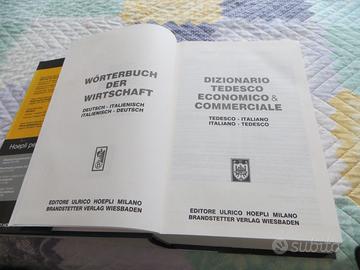 Hoepli pe
WÖRTERBUCH
DER
WIRTSCHAFT
DEUTSCH - ITALIENISCH
ITALIENISCH - DEUTSCH
EDITORE ULRICO HOEPLI MILANO
BRANDSTETTER VERLAG WIESBADEN
DIZIONARIO
TEDESCO
ECONOMICO &
COMMERCIALE
TEDESCO - ITALIANO
ITALIANO - TEDESCO
EDITORE ULRICO HOEPLI MILANO
BRANDSTETTER VERLAG WIESBADEN
subito